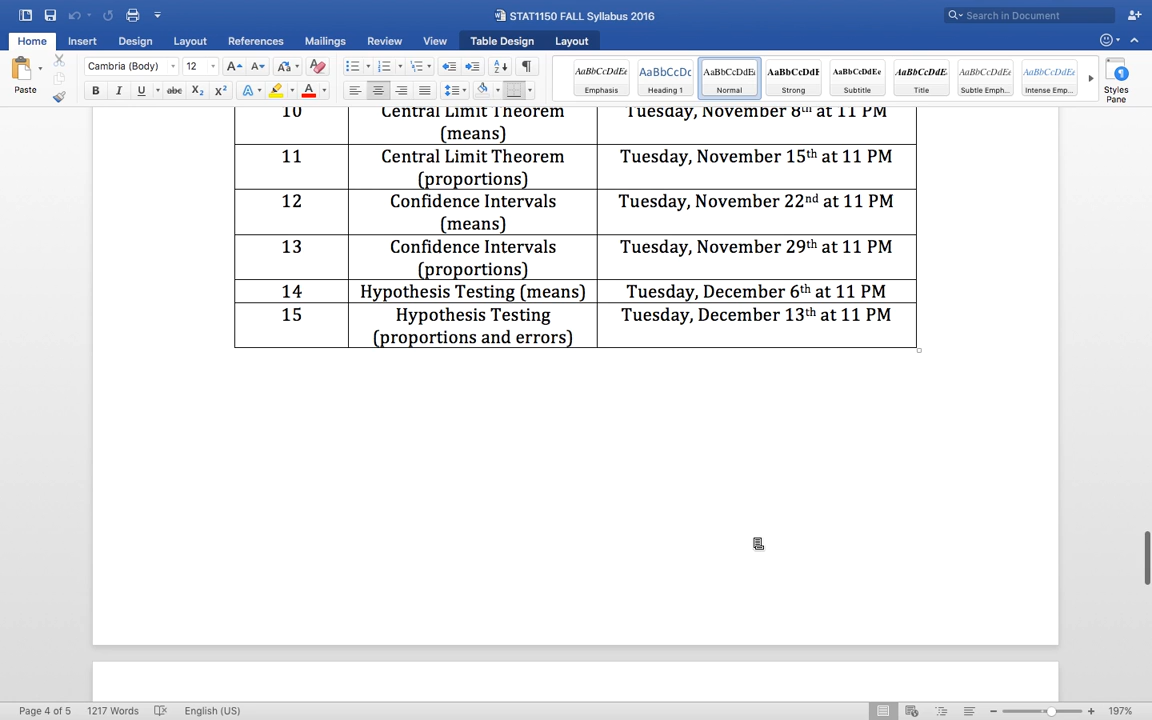 STAT1150 FALL Syllabus 2016
Search in Document
Home Insert Design Layout References Mailings Review View Table Design Layout
Paste
Cambria (Body) 12
AaBbCcDdEe AaBbCcDc AaBbCcDdEe AaBbCcDdE AaBbCcDdEe AaBbCcDdE AaBbCcDdEe AaBbCcDdEe
Emphasis Heading 1 Normal Strong Subtitle Title Subtle Emph... Intense Emp...
Styles
Pane
10 Central Limit Theorem Tuesday, November 8th at 11 PM
(means)
11 Central Limit Theorem Tuesday, November 15th at 11 PM
(proportions)
12 Confidence Intervals Tuesday, November 22nd at 11 PM
(means)
13 Confidence Intervals Tuesday, November 29th at 11 PM
(proportions)
14 Hypothesis Testing (means) Tuesday, December 6th at 11 PM
15 Hypothesis Testing Tuesday, December 13th at 11 PM
(proportions and errors)
Page 4 of 5 1217 Words English (US) 197%